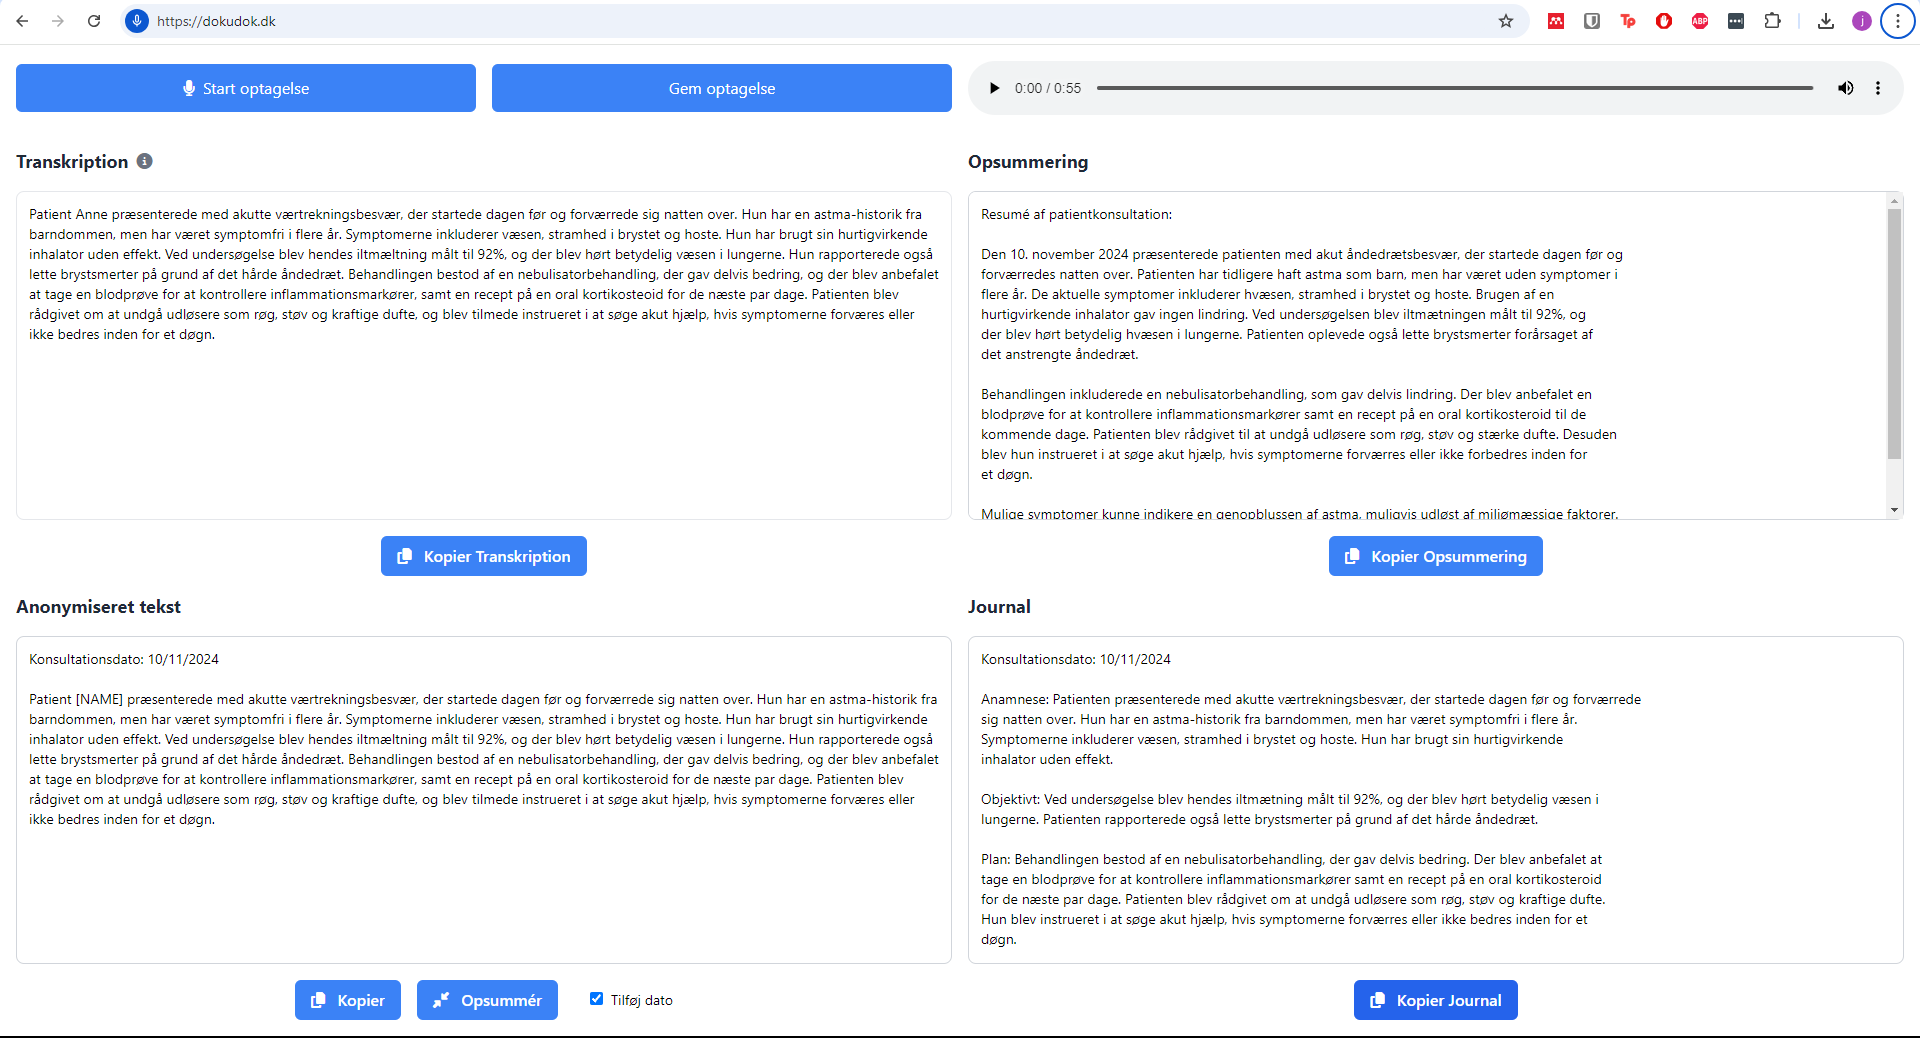 https://dokudok.dk
Start optagelse
Gem optagelse
0:00 / 0:55
Transkription
Patient Anne præsenterede med akutte værtrekningsbesvær, der startede dagen før og forværrede sig natten over. Hun har en astma-historik fra
barndommen, men har været symptomfri i flere år. Symptomerne inkluderer væsen, stramhed i brystet og hoste. Hun har brugt sin hurtigvirkende
inhalator uden effekt. Ved undersøgelse blev hendes iltmæltning målt til 92%, og der blev hørt betydelig væsen i lungerne. Hun rapporterede også
lette brystsmerter på grund af det hårde åndedræt. Behandlingen bestod af en nebulisatorbehandling, der gav delvis bedring, og der blev anbefalet
at tage en blodprøve for at kontrollere inflammationsmarkører, samt en recept på en oral kortikosteoid for de næste par dage. Patienten blev
rådgivet om at undgå udløsere som røg, støv og kraftige dufte, og blev tilmede instrueret i at søge akut hjælp, hvis symptomerne forværes eller
ikke bedres inden for et døgn.
Kopier Transkription
Opsummering
Resumé af patientkonsultation:
Den 10. november 2024 præsenterede patienten med akut åndedrætsbesvær, der startede dagen før og
forværredes natten over. Patienten har tidligere haft astma som barn, men har været uden symptomer i
flere år. De aktuelle symptomer inkluderer hvæsen, stramhed i brystet og hoste. Brugen af en
hurtigvirkende inhalator gav ingen lindring. Ved undersøgelsen blev iltmætningen målt til 92%, og
der blev hørt betydelig hvæsen i lungerne. Patienten oplevede også lette brystsmerter forårsaget af
det anstrengte åndedræt.
Behandlingen inkluderede en nebulisatorbehandling, som gav delvis lindring. Der blev anbefalet en
blodprøve for at kontrollere inflammationsmarkører samt en recept på en oral kortikosteroid til de
kommende dage. Patienten blev rådgivet til at undgå udløsere som røg, støv og stærke dufte. Desuden
blev hun instrueret i at søge akut hjælp, hvis symptomerne forværres eller ikke forbedres inden for
et døgn.
Mulige symptomer kunne indikere en genopblussen af astma, muligvis udløst af miljømæssige faktorer.
Kopier Opsummering
Anonymiseret tekst
Konsultationsdato: 10/11/2024
Patient [NAME] præsenterede med akutte værtrekningsbesvær, der startede dagen før og forværrede sig natten over. Hun har en astma-historik fra
barndommen, men har været symptomfri i flere år. Symptomerne inkluderer væsen, stramhed i brystet og hoste. Hun har brugt sin hurtigvirkende
inhalator uden effekt. Ved undersøgelse blev hendes iltmæltning målt til 92%, og der blev hørt betydelig væsen i lungerne. Hun rapporterede også
lette brystsmerter på grund af det hårde åndedræt. Behandlingen bestod af en nebulisatorbehandling, der gav delvis bedring, og der blev anbefalet
at tage en blodprøve for at kontrollere inflammationsmarkører, samt en recept på en oral kortikosteroid for de næste par dage. Patienten blev
rådgivet om at undgå udløsere som røg, støv og kraftige dufte, og blev tilmede instrueret i at søge akut hjælp, hvis symptomerne forværes eller
ikke bedres inden for et døgn.
Kopier
Opsummér
Tilføj dato
Journal
Konsultationsdato: 10/11/2024
Anamnese: Patienten præsenterede med akutte værtrekningsbesvær, der startede dagen før og forværrede
sig natten over. Hun har en astma-historik fra barndommen, men har været symptomfri i flere år.
Symptomerne inkluderer væsen, stramhed i brystet og hoste. Hun har brugt sin hurtigvirkende
inhalator uden effekt.
Objektivt: Ved undersøgelse blev hendes iltmætning målt til 92%, og der blev hørt betydelig væsen i
lungerne. Patienten rapporterede også lette brystsmerter på grund af det hårde åndedræt.
Plan: Behandlingen bestod af en nebulisatorbehandling, der gav delvis bedring. Der blev anbefalet at
tage en blodprøve for at kontrollere inflammationsmarkører samt en recept på en oral kortikosteroid
for de næste par dage. Patienten blev rådgivet om at undgå udløsere som røg, støv og kraftige dufte.
Hun blev instrueret i at søge akut hjælp, hvis symptomerne forværres eller ikke bedres inden for et
døgn.
Kopier Journal